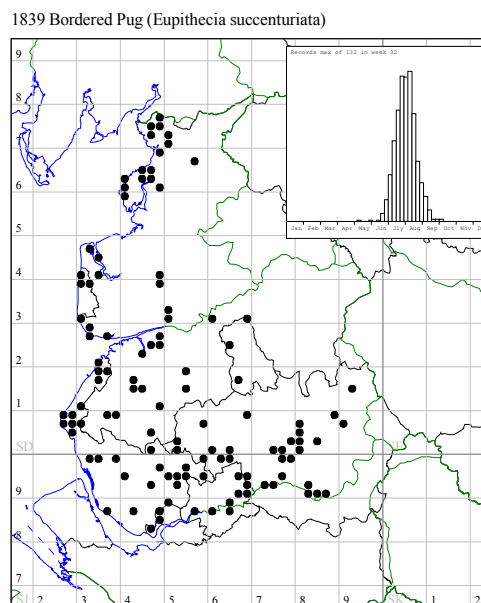 1839 Bordered Pug (Eupithecia succenturiata)
Records max of 132 in week 32
Jan Feb Mar Apr May Jun Jly Aug Sep Oct Nov D
9
8
7
6
5
4
3
2
1
SD
9
8
7
2 3 4 5 6 7 8 9 1 2